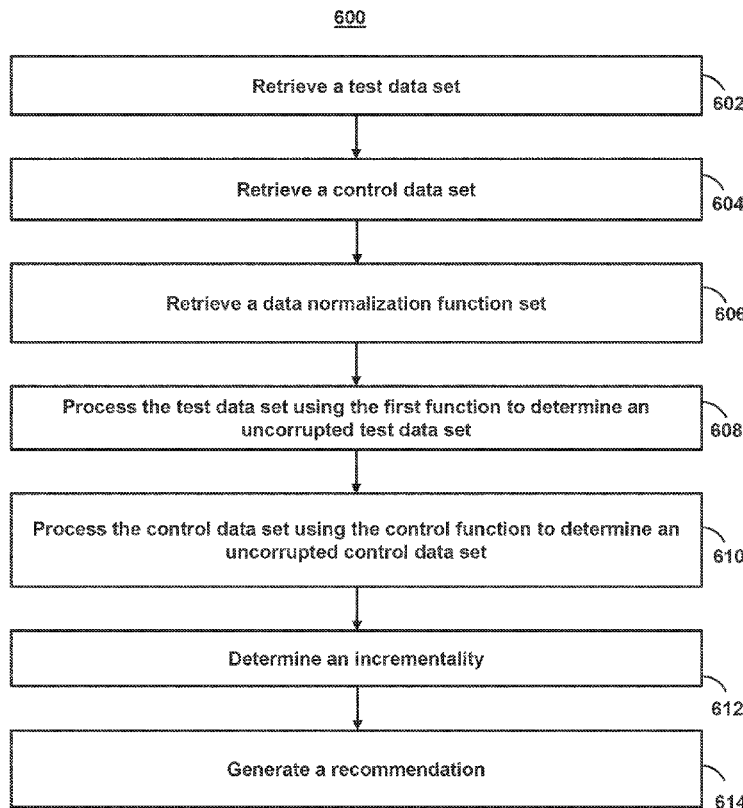 600
Retrieve a test data set
602
Retrieve a control data set
604
Retrieve a data normalization function set
606
Process the test data set using the first function to determine an
uncorrupted test data set
608
Process the control data set using the control function to determine an
uncorrupted control data set
610
Determine an incrementality
612
Generate a recommendation
614